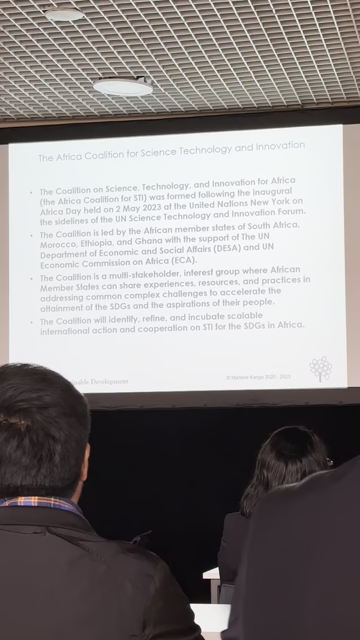 The Africa Coalition for Science Technology and Innovation
• The Coalition on Science, Technology, and Innovation for Africa
(the Africa Coalition for STI) was formed following the inaugural
Africa Day held on 2 May 2023 at the United Nations New York on
the sidelines of the UN Science Technology and Innovation Forum.
• The Coalition is led by the African member states of South Africa,
Morocco, Ethiopia, and Ghana with the support of The UN
Department of Economic and Social Affairs (DESA) and UN
Economic Commission on Africa (ECA).
• The Coalition is a multi-stakeholder, interest group where African
Member States can share experiences, resources, and practices in
addressing common complex challenges to accelerate the
attainment of the SDGs and the aspirations of their people.
• The Coalition will identify, refine, and incubate scalable
international action and cooperation on STI for the SDGs in Africa.
Development